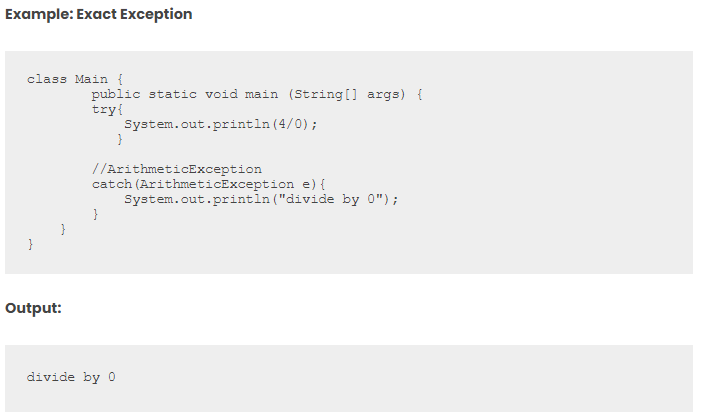 Example: Exact Exception
class Main {
public static void main (String[] args) {
try{
System.out.println(4/0);
}
//ArithmeticException
catch(ArithmeticException e){
System.out.println("divide by 0");
}
}
}
Output:
divide by 0